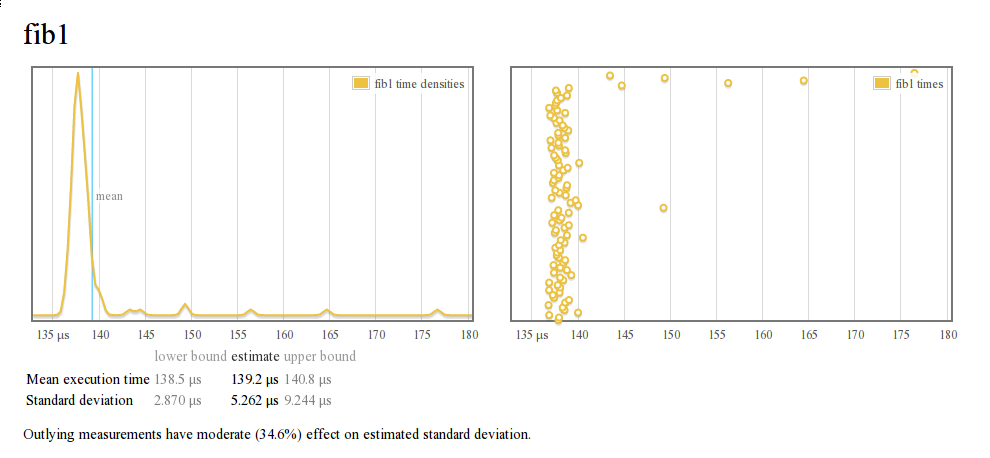 fib1
fib1 time densities
mean
135 μs 140 145 150 155 160 165 170 175 180
fib1 times
135 μs 140 145 150 155 160 165 170 175 180
lower bound estimate upper bound
Mean execution time 138.5 μs 139.2 μs 140.8 μs
Standard deviation 2.870 μs 5.262 μs 9.244 μs
Outlying measurements have moderate (34.6%) effect on estimated standard deviation.